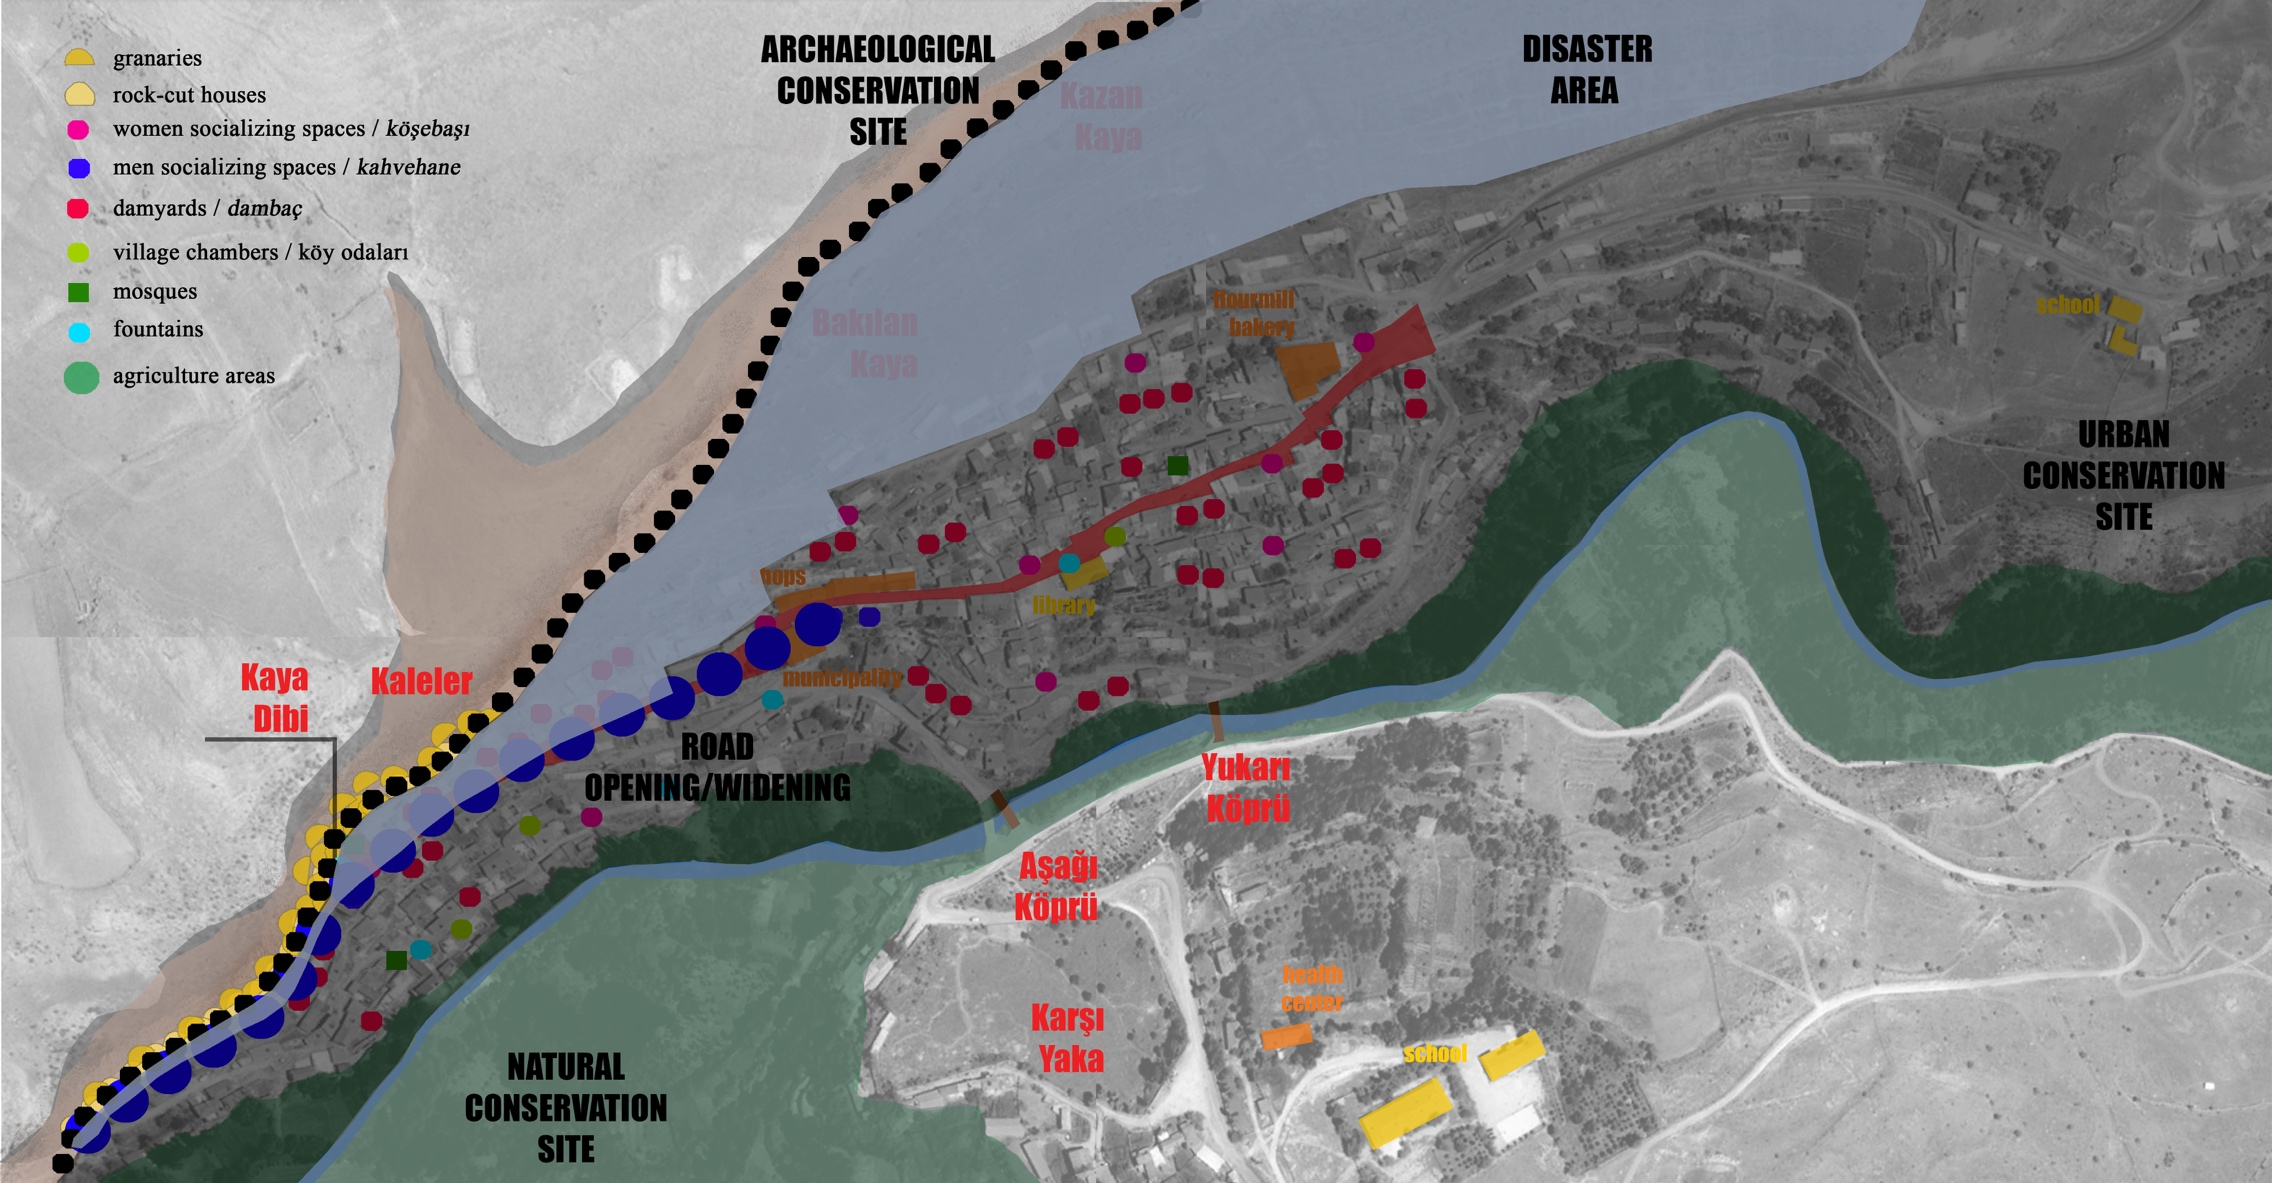 granaries
rock-cut houses
women socializing spaces / köşebaşı
men socializing spaces / kahvehane
damyards / dambaç
village chambers / köy odaları
mosques
fountains
agriculture areas
ARCHAEOLOGICAL
CONSERVATION
SITE
DISASTER
AREA
Kazan
Kaya
Bakılan
Kaya
flourmill
bakery
school
URBAN
CONSERVATION
SITE
shops
library
municipality
Kaya
Dibi
Kaleler
ROAD
OPENING/WIDENING
Yukarı
Köprü
Aşağı
Köprü
health
center
Karşı
Yaka
school
NATURAL
CONSERVATION
SITE